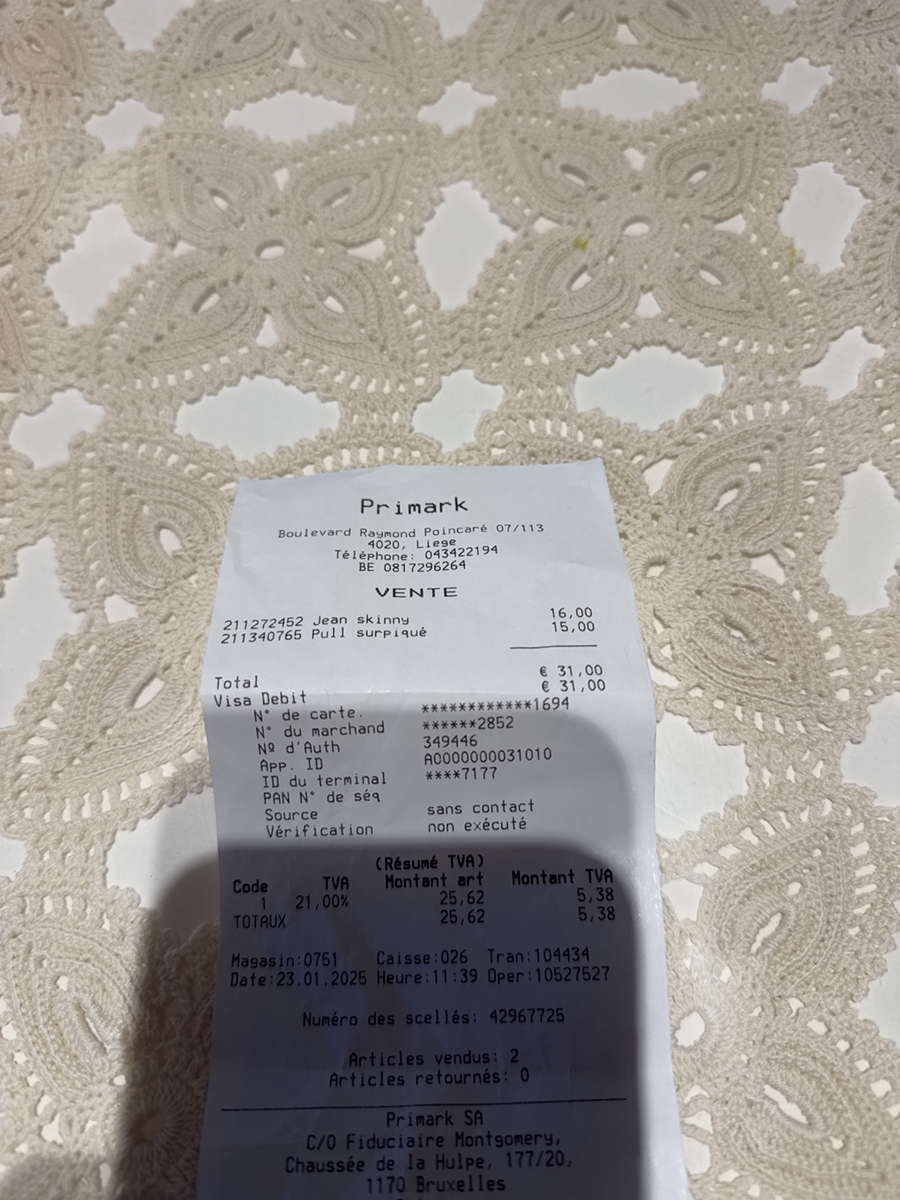 Primark
Boulevard Raymond Poincaré 07/113
4020, Liege
Téléphone: 043422194
BE 0817296264
VENTE
211272452 Jean skinny 16,00
211340765 Pull surpiqué 15,00
Total € 31,00
Visa Debit € 31,00
N° de carte. ************1694
N° du marchand ******2852
Nº d'Auth 349446
App. ID A0000000031010
ID du terminal ****7177
PAN N° de séq
Source sans contact
Vérification non exécuté
(Résumé TVA)
Code TVA Montant art Montant TVA
1 21,00% 25,62 5,38
TOTAUX 25,62 5,38
Magasin:0751 Caisse:026 Tran:104434
Date:23.01.2025 Heure:11:39 Oper:10527527
Numéro des scellés: 42967725
Articles vendus: 2
Articles retournés: 0
Primark SA
C/O Fiduciaire Montgomery,
Chaussée de la Hulpe, 177/20,
1170 Bruxelles